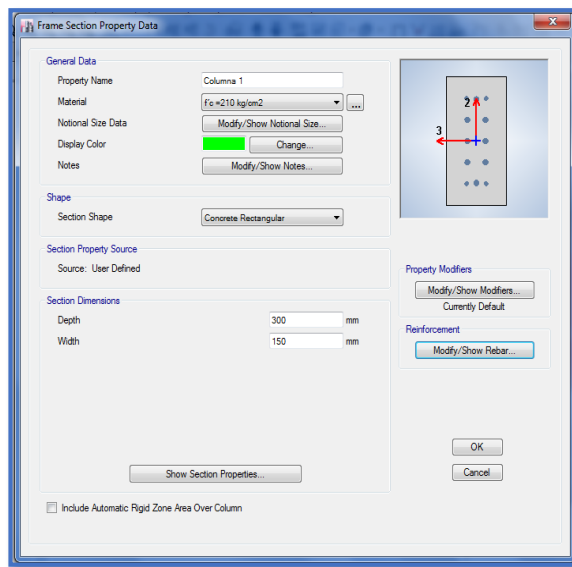 Frame Section Property Data
General Data
Property Name
Columna 1
Material
f'c =210 kg/cm2
...
Notional Size Data
Modify/Show Notional Size...
Display Color
Change...
Notes
Modify/Show Notes...
2
3
Shape
Section Shape
Concrete Rectangular
Section Property Source
Source: User Defined
Property Modifiers
Modify/Show Modifiers...
Currently Default
Section Dimensions
Depth
300
mm
Width
150
mm
Reinforcement
Modify/Show Rebar...
Show Section Properties...
OK
Cancel
Include Automatic Rigid Zone Area Over Column